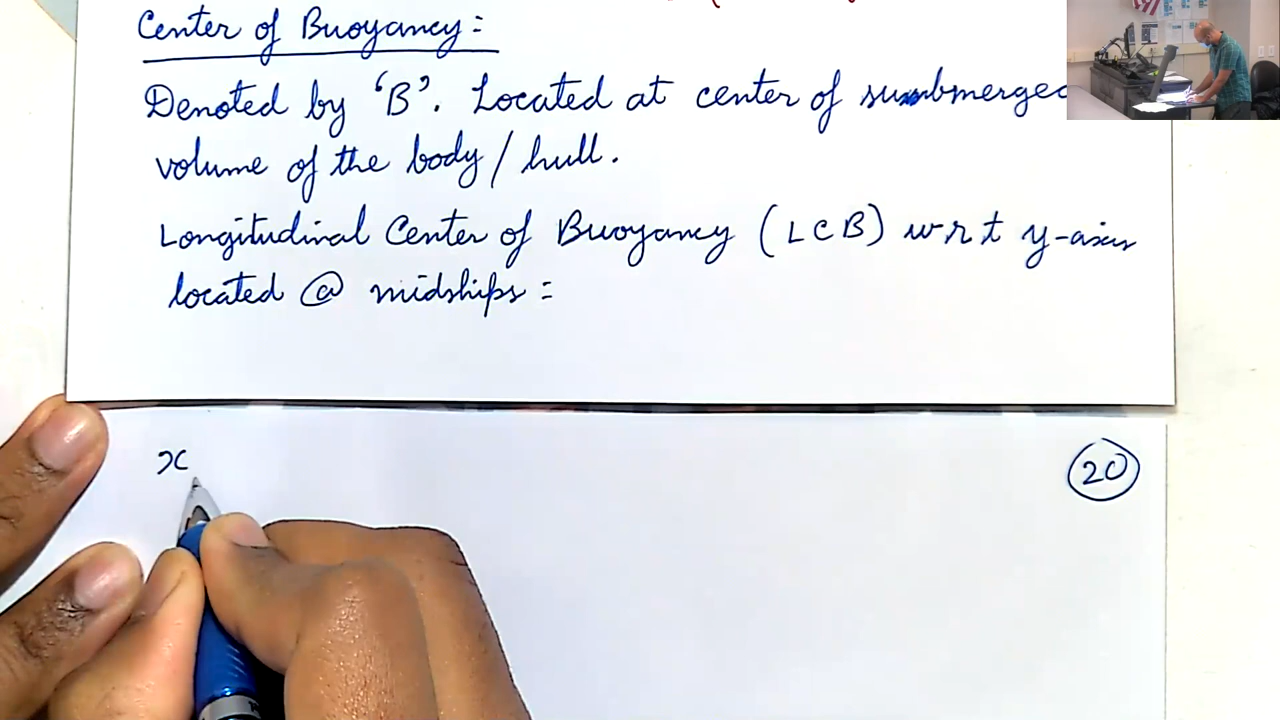 Center of Buoyancy:
Denoted by 'B'. Located at center of submerged
volume of the body / hull.
Longitudinal Center of Buoyancy (LCB) wrt y-axis
located @ midships =
x
20